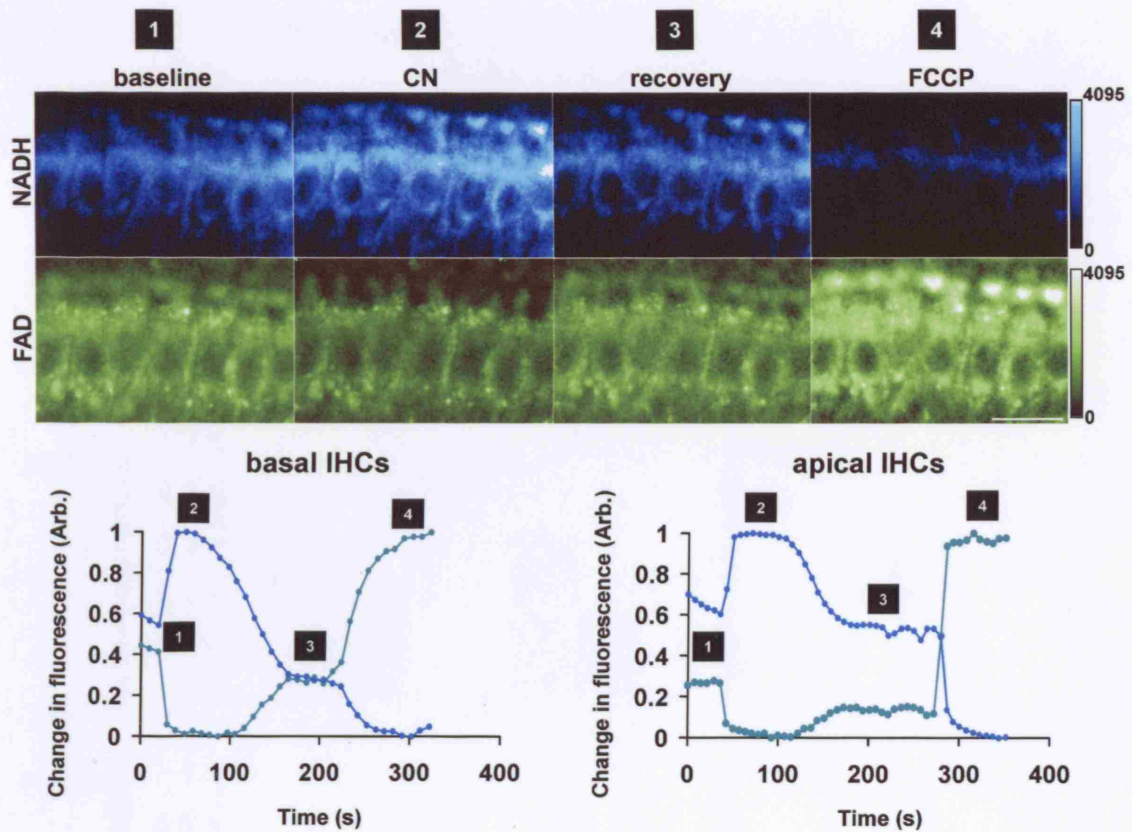 1 2 3 4
baseline CN recovery FCCP
NADH
4095
0
FAD
4095
0
basal IHCs
Change in fluorescence (Arb.)
1
0.8
0.6
0.4
0.2
0
0 100 200 300 400
Time (s)
1
2
3
4
apical IHCs
Change in fluorescence (Arb.)
1
0.8
0.6
0.4
0.2
0
0 100 200 300 400
Time (s)
1
2
3
4